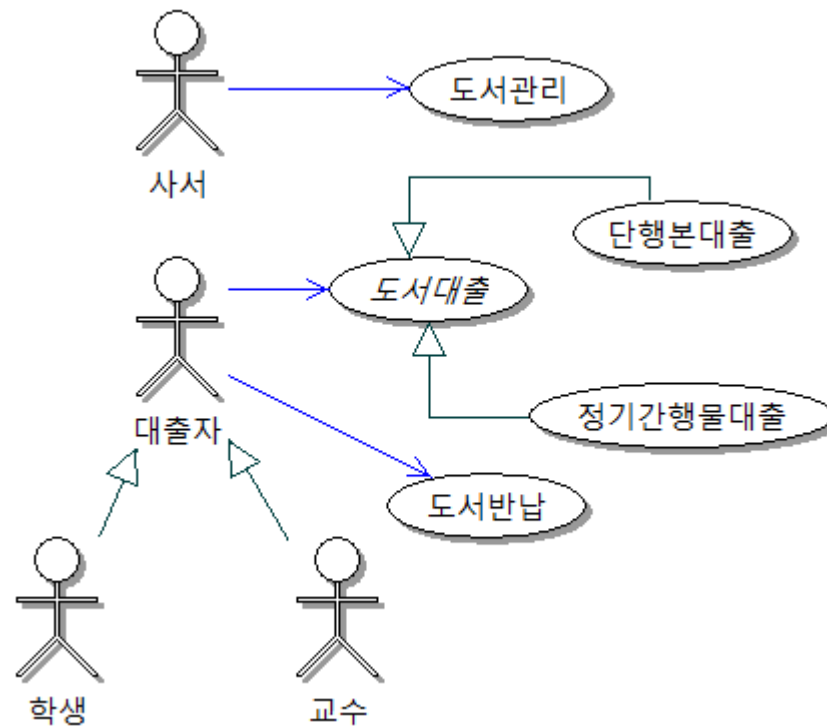 도서관리
사서
단행본대출
도서대출
정기간행물대출
대출자
도서반납
학생
교수